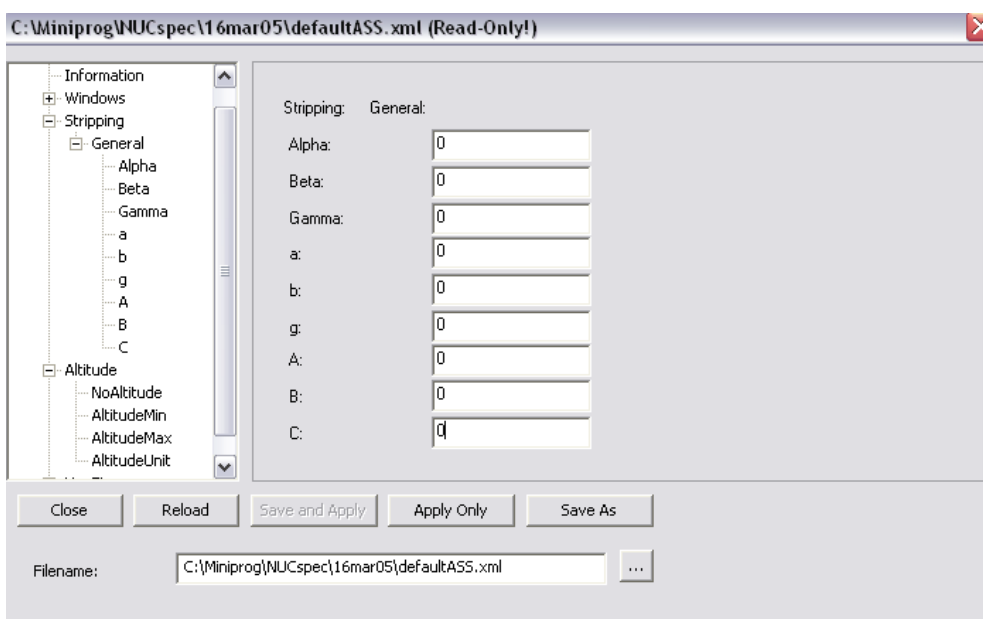 C:\Miniprog\NUCspec\16mar05\defaultASS.xml (Read-Only!)
Information
Windows
Stripping
General
Alpha
Beta
Gamma
a
b
g
A
B
C
Altitude
NoAltitude
AltitudeMin
AltitudeMax
AltitudeUnit
Stripping: General:
Alpha: 0
Beta: 0
Gamma: 0
a: 0
b: 0
g: 0
A: 0
B: 0
C: 0
Close Reload Save and Apply Apply Only Save As
Filename: C:\Miniprog\NUCspec\16mar05\defaultASS.xml ...